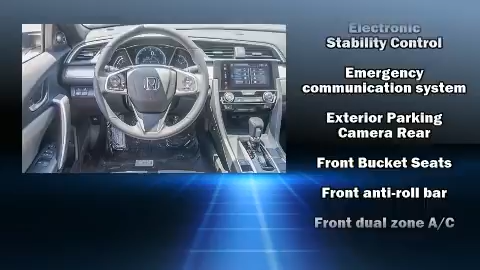 Electronic
Stability Control
Emergency
communication system
Exterior Parking
Camera Rear
Front Bucket Seats
Front anti-roll bar
Front dual zone A/C